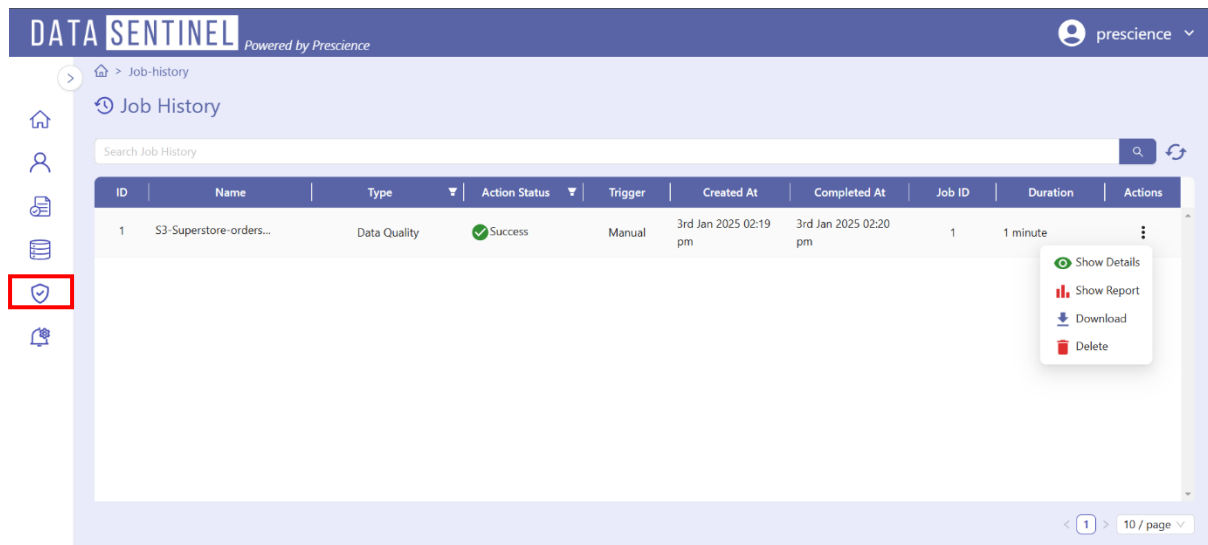 DATA SENTINEL Powered by Prescience
prescience
> Job-history
Job History
Search Job History
ID Name Type Action Status Trigger Created At Completed At Job ID Duration Actions
1 S3-Superstore-orders... Data Quality Success Manual 3rd Jan 2025 02:19 pm 3rd Jan 2025 02:20 pm 1 1 minute
Show Details
Show Report
Download
Delete
< 1 > 10 / page